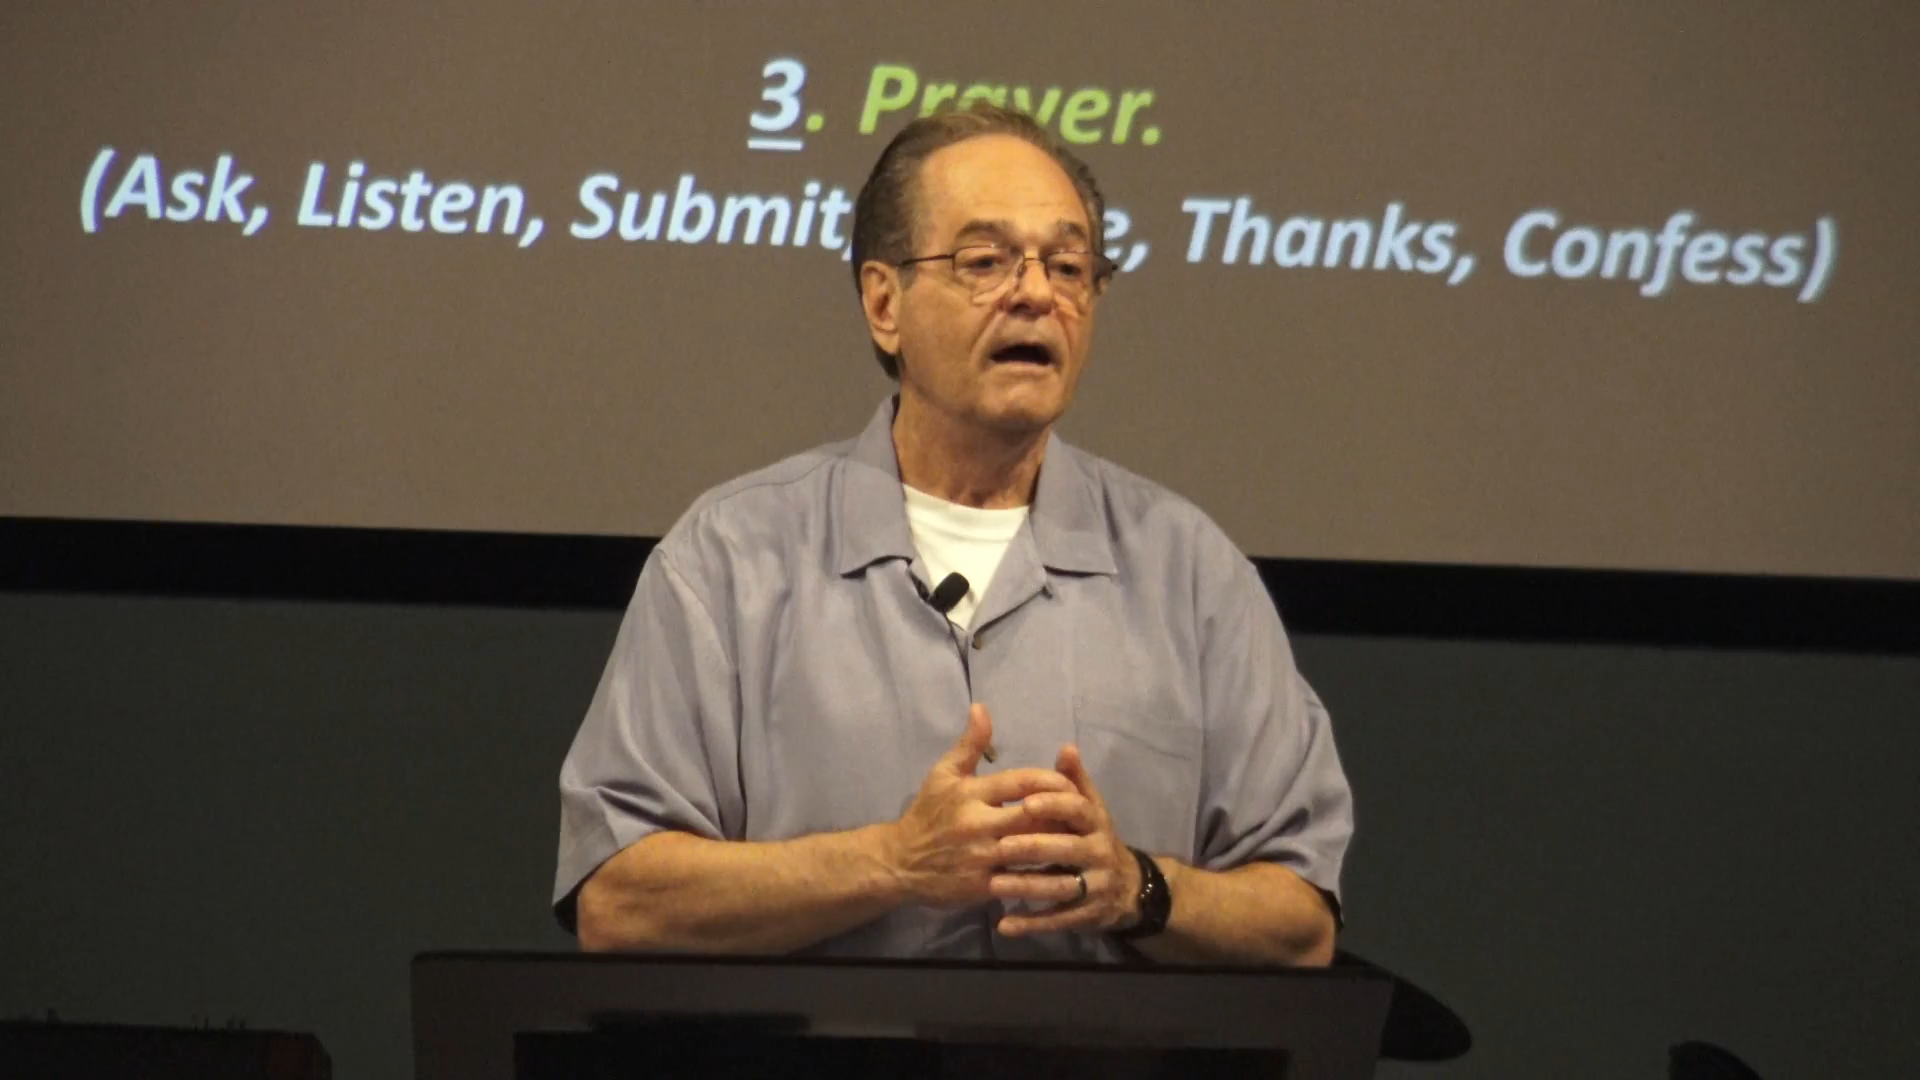 3. Prayer.
(Ask, Listen, Submit, Thanks, Confess)